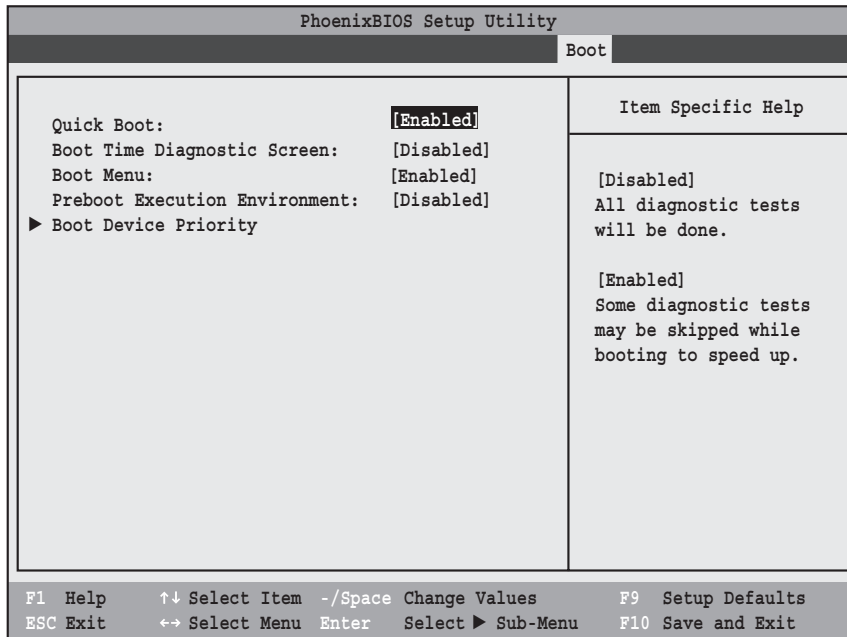 PhoenixBIOS Setup Utility
Boot
Quick Boot: [Enabled]
Boot Time Diagnostic Screen: [Disabled]
Boot Menu: [Enabled]
Preboot Execution Environment: [Disabled]
▶ Boot Device Priority
Item Specific Help
[Disabled]
All diagnostic tests
will be done.
[Enabled]
Some diagnostic tests
may be skipped while
booting to speed up.
F1 Help ↑↓ Select Item -/Space Change Values F9 Setup Defaults
ESC Exit ←→ Select Menu Enter Select ▶ Sub-Menu F10 Save and Exit